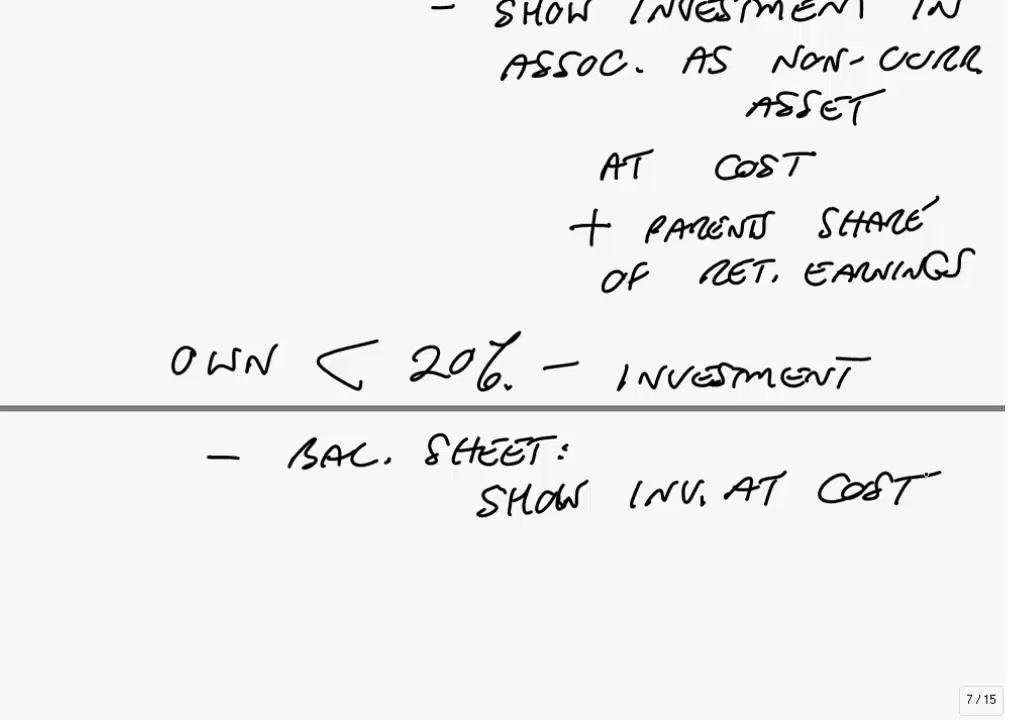 - SHOW INVESTMENT IN
ASSOC. AS NON-CURR
ASSET
AT COST
+ PARENTS SHARE
OF RET. EARNINGS
OWN < 20% - INVESTMENT
- BAL. SHEET:
SHOW INV. AT COST
7 / 15